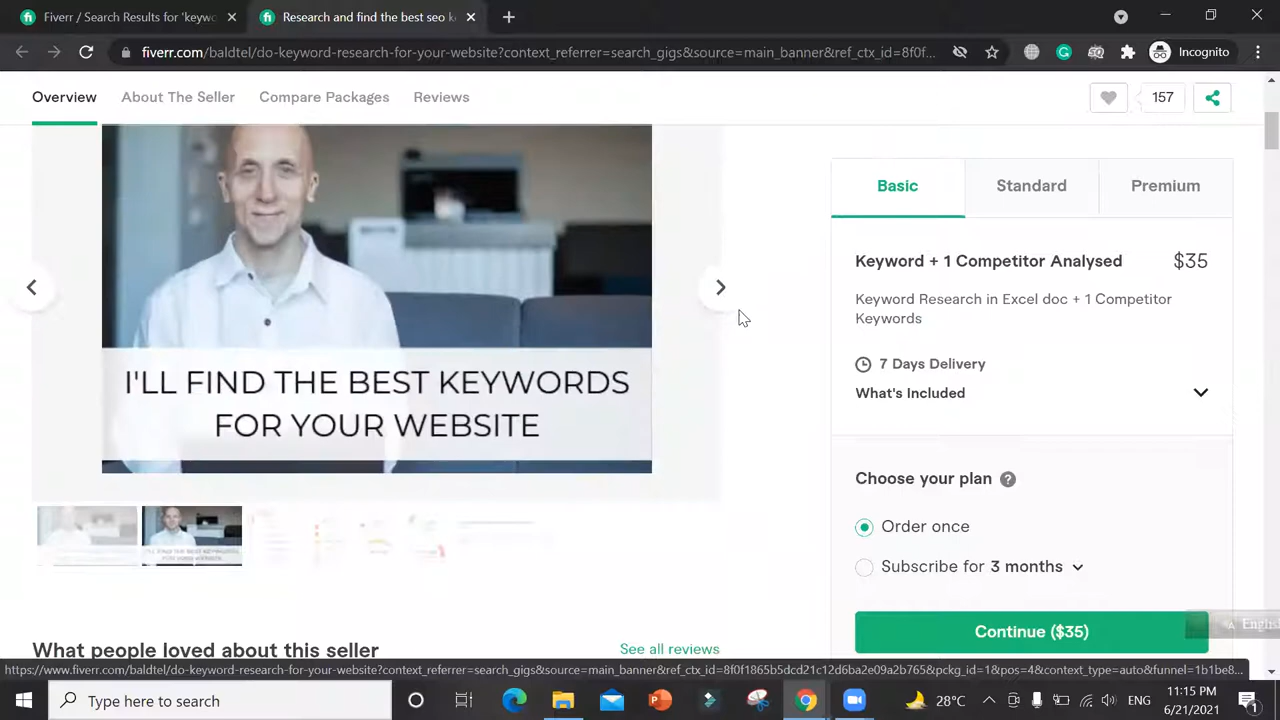 Fiverr / Search Results for 'keywo
Research and find the best seo k
fiverr.com/baldtel/do-keyword-research-for-your-website?context_referrer=search_gigs&source=main_banner&ref_ctx_id=8f0f...
Incognito
Overview
About The Seller
Compare Packages
Reviews
157
Basic
Standard
Premium
Keyword + 1 Competitor Analysed
$35
Keyword Research in Excel doc + 1 Competitor
Keywords
7 Days Delivery
What's Included
I'LL FIND THE BEST KEYWORDS
FOR YOUR WEBSITE
Choose your plan ?
Order once
Subscribe for 3 months
Continue ($35)
English
What people loved about this seller
See all reviews
https://www.fiverr.com/baldtel/do-keyword-research-for-your-website?context_referrer=search_gigs&source=main_banner&ref_ctx_id=8f0f1865b5dcd21c12d6ba2e09a2b765&pckg_id=1&pos=4&context_type=auto&funnel=1b1be8...
Type here to search
28°C
ENG
11:15 PM
6/21/2021